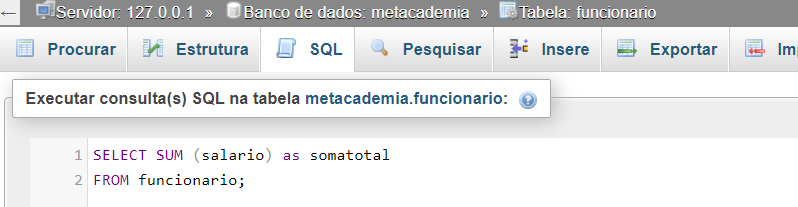 ← Servidor: 127.0.0.1 » Banco de dados: metacademia » Tabela: funcionario
Procurar Estrutura SQL Pesquisar Insere Exportar
Executar consulta(s) SQL na tabela metacademia.funcionario:
1 SELECT SUM (salario) as somatotal
2 FROM funcionario;